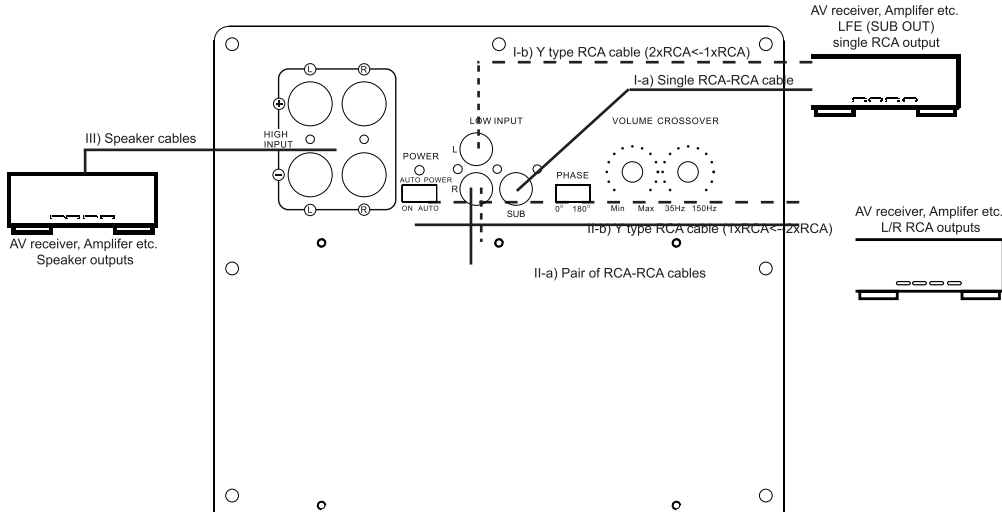 AV receiver, Amplifer etc.
LFE (SUB OUT)
single RCA output
I-b) Y type RCA cable (2xRCA<-1xRCA)
I-a) Single RCA-RCA cable
L
R
LOW INPUT
VOLUME CROSSOVER
III) Speaker cables
HIGH
INPUT
L
POWER
AUTO POWER
PHASE
R
ON AUTO
SUB
0° 180°
Min Max 35Hz 150Hz
L
R
AV receiver, Amplifer etc.
Speaker outputs
AV receiver, Amplifer etc.
L/R RCA outputs
II-b) Y type RCA cable (1xRCA<--2xRCA)
II-a) Pair of RCA-RCA cables